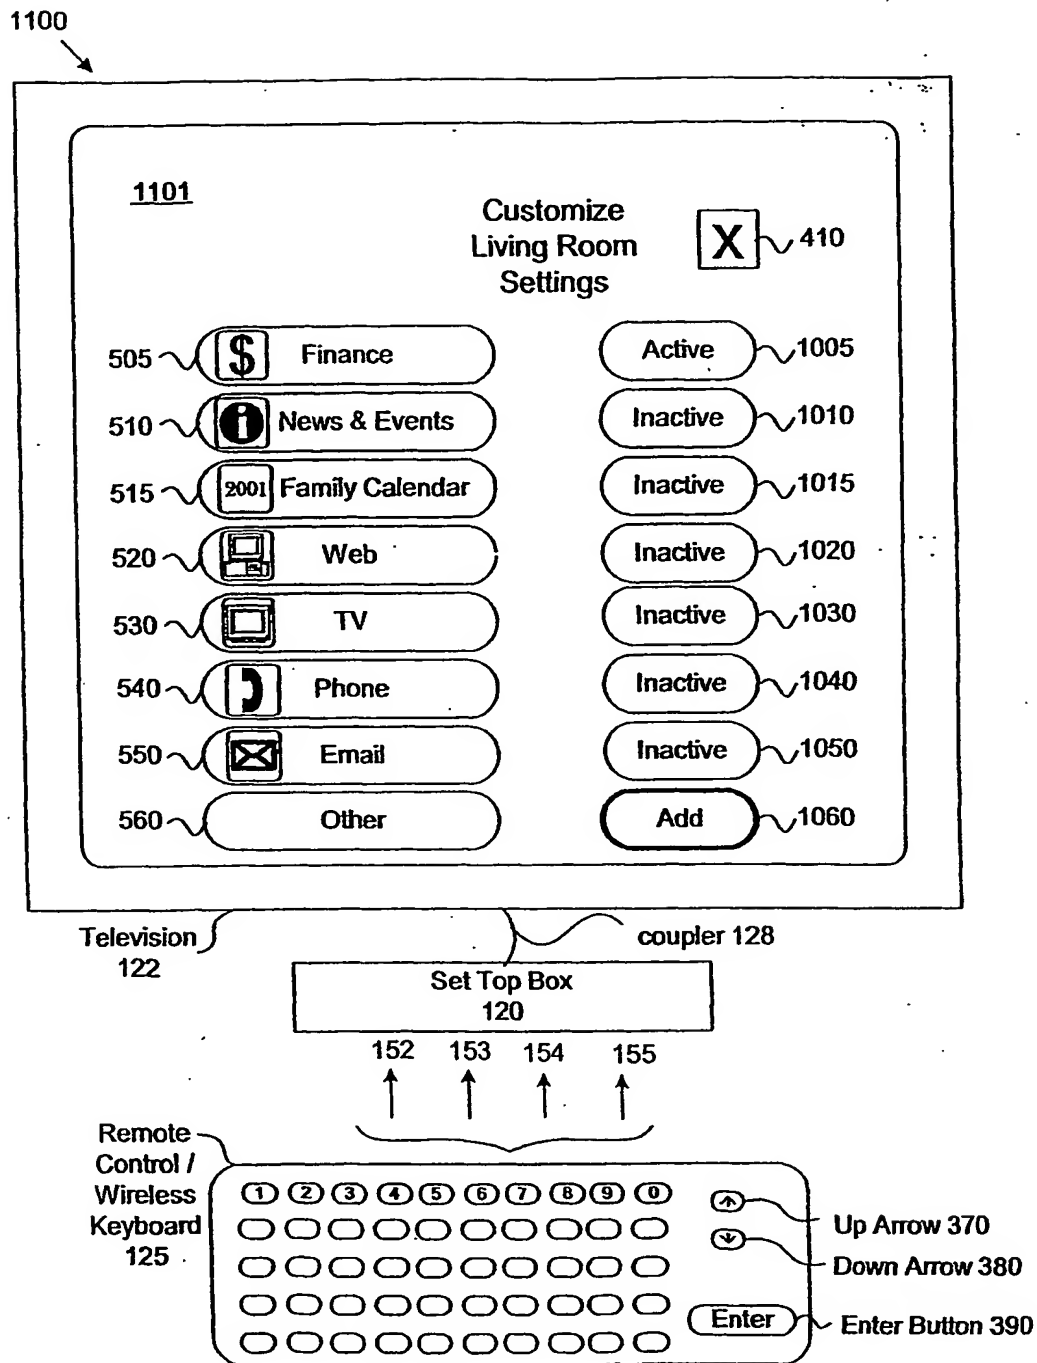 1100
1101
Customize
Living Room
Settings
X 410
505 $ Finance Active 1005
510 i News & Events Inactive 1010
515 2001 Family Calendar Inactive 1015
520 Web Inactive 1020
530 TV Inactive 1030
540 Phone Inactive 1040
550 Email Inactive 1050
560 Other Add 1060
Television
122
coupler 128
Set Top Box
120
152 153 154 155
Remote
Control /
Wireless
Keyboard
125
1 2 3 4 5 6 7 8 9 0
Up Arrow 370
Down Arrow 380
Enter Enter Button 390